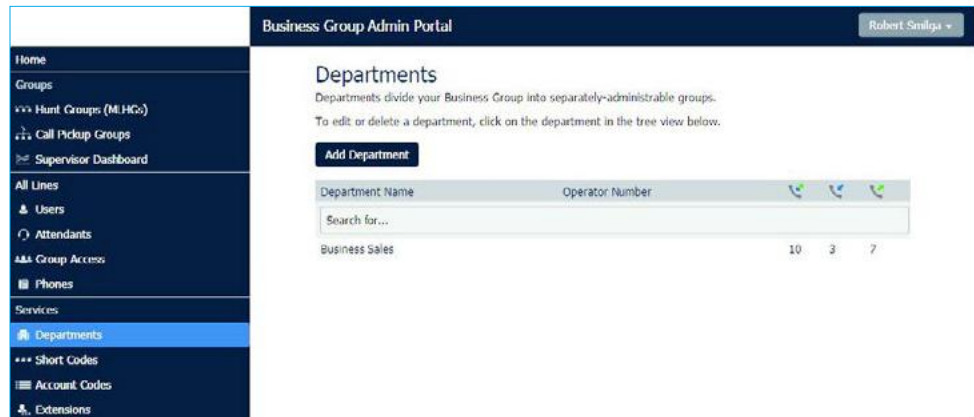 Business Group Admin Portal
Robert Smilga
Home
Groups
Hunt Groups (MLHGs)
Call Pickup Groups
Supervisor Dashboard
All Lines
Users
Attendants
Group Access
Phones
Services
Departments
Short Codes
Account Codes
Extensions
Departments
Departments divide your Business Group into separately-administrable groups.
To edit or delete a department, click on the department in the tree view below.
Add Department
Department Name Operator Number
Search for...
Business Sales 10 3 7